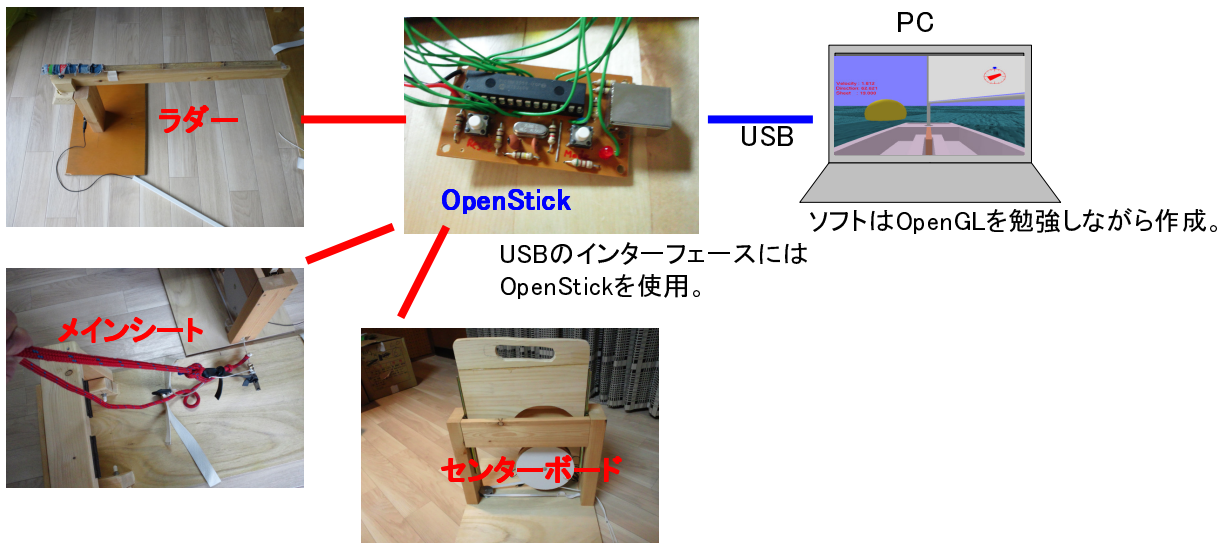 PC
ラダー
USB
OpenStick
ソフトはOpenGLを勉強しながら作成。
USBのインターフェースには
OpenStickを使用。
メインシート
センターボード